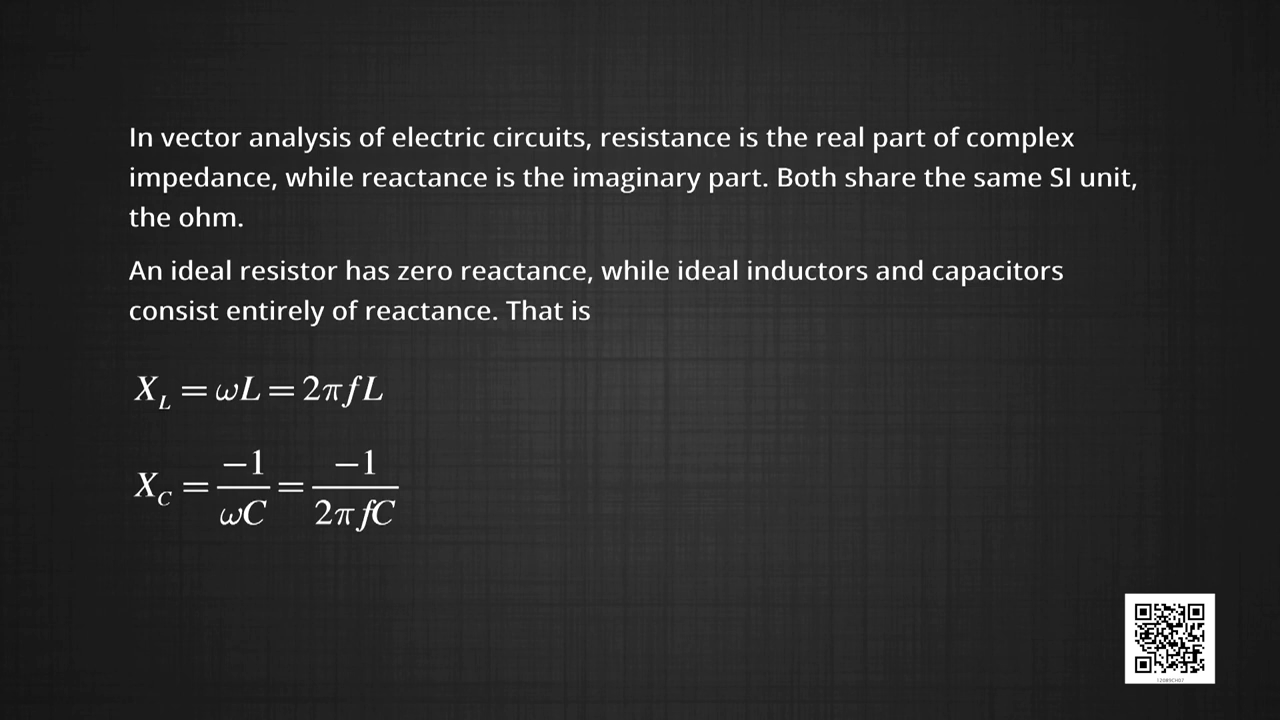 In vector analysis of electric circuits, resistance is the real part of complex
impedance, while reactance is the imaginary part. Both share the same SI unit,
the ohm.
An ideal resistor has zero reactance, while ideal inductors and capacitors
consist entirely of reactance. That is
X_L = ωL = 2πfL
X_C = −1/ωC = −1/2πfC